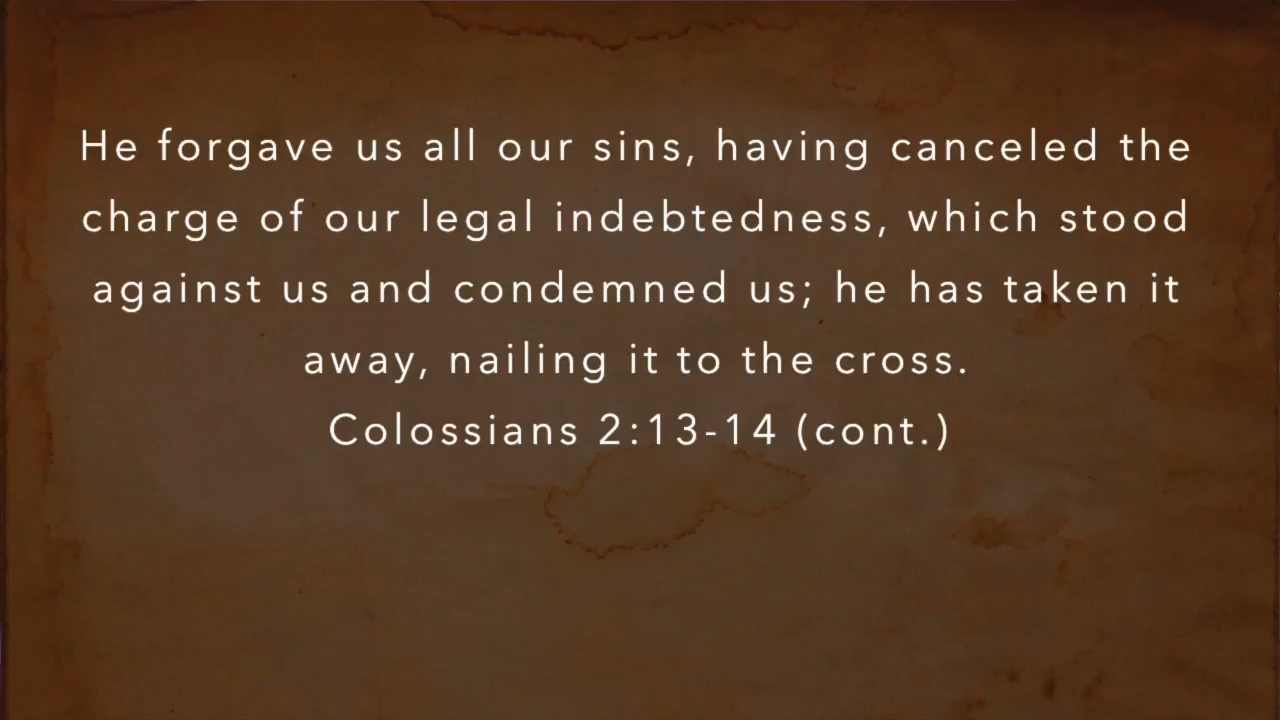 He forgave us all our sins, having canceled the
charge of our legal indebtedness, which stood
against us and condemned us; he has taken it
away, nailing it to the cross.
Colossians 2:13-14 (cont.)